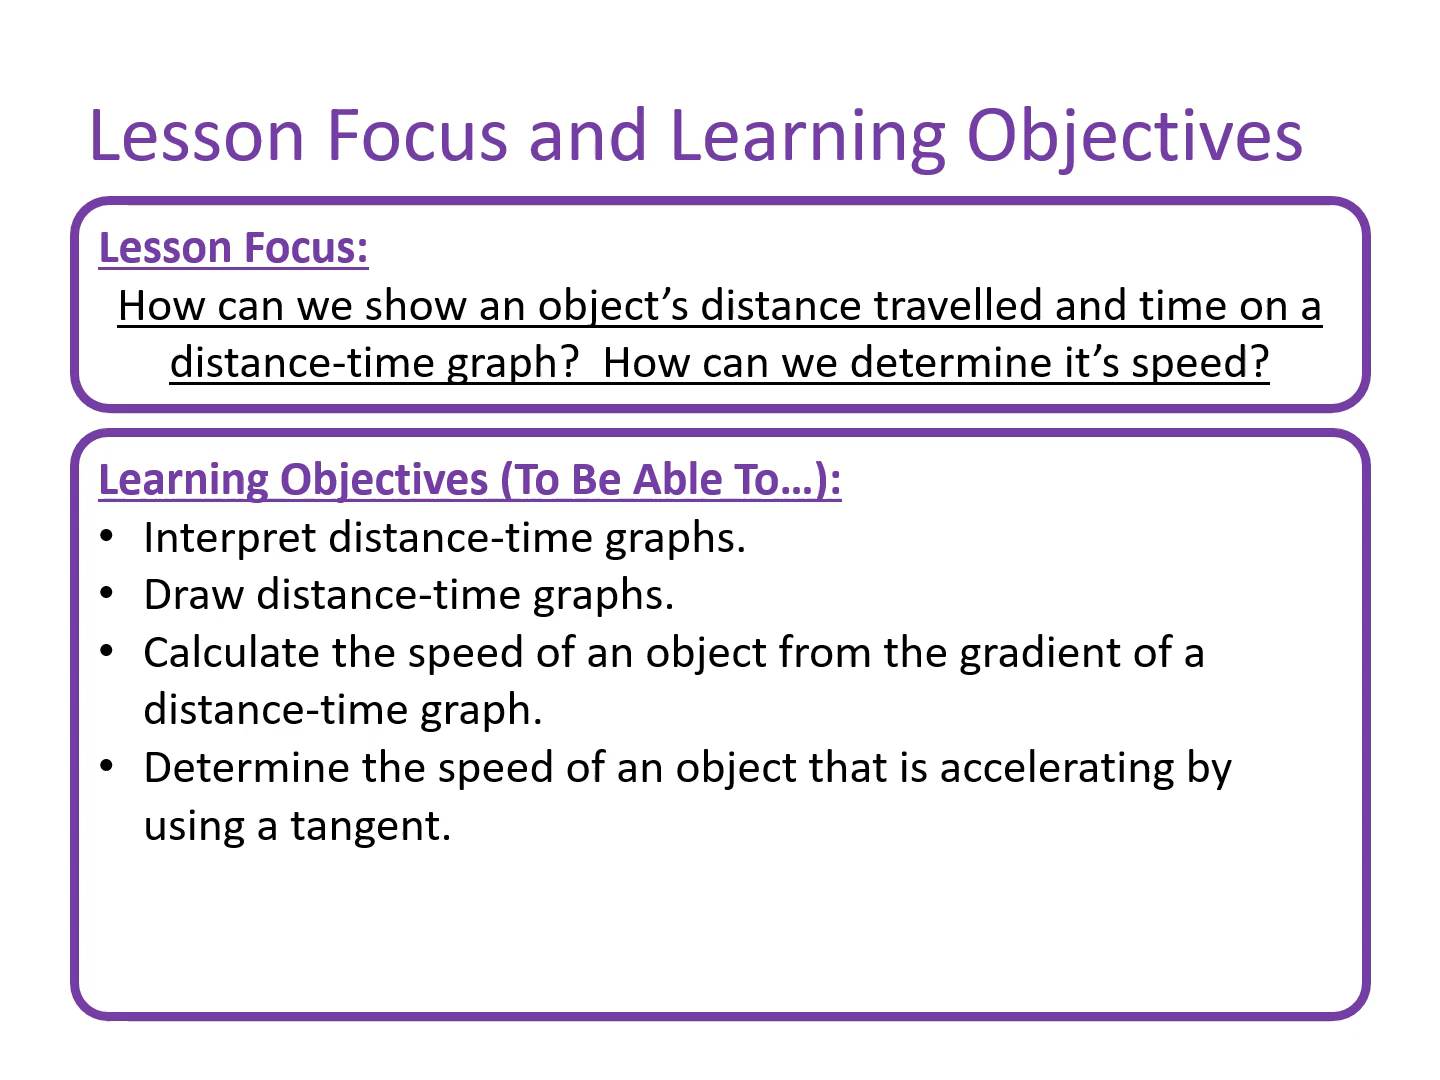 Lesson Focus and Learning Objectives
Lesson Focus:
How can we show an object’s distance travelled and time on a
distance-time graph?  How can we determine it’s speed?
Learning Objectives (To Be Able To…):
• Interpret distance-time graphs.
• Draw distance-time graphs.
• Calculate the speed of an object from the gradient of a
distance-time graph.
• Determine the speed of an object that is accelerating by
using a tangent.